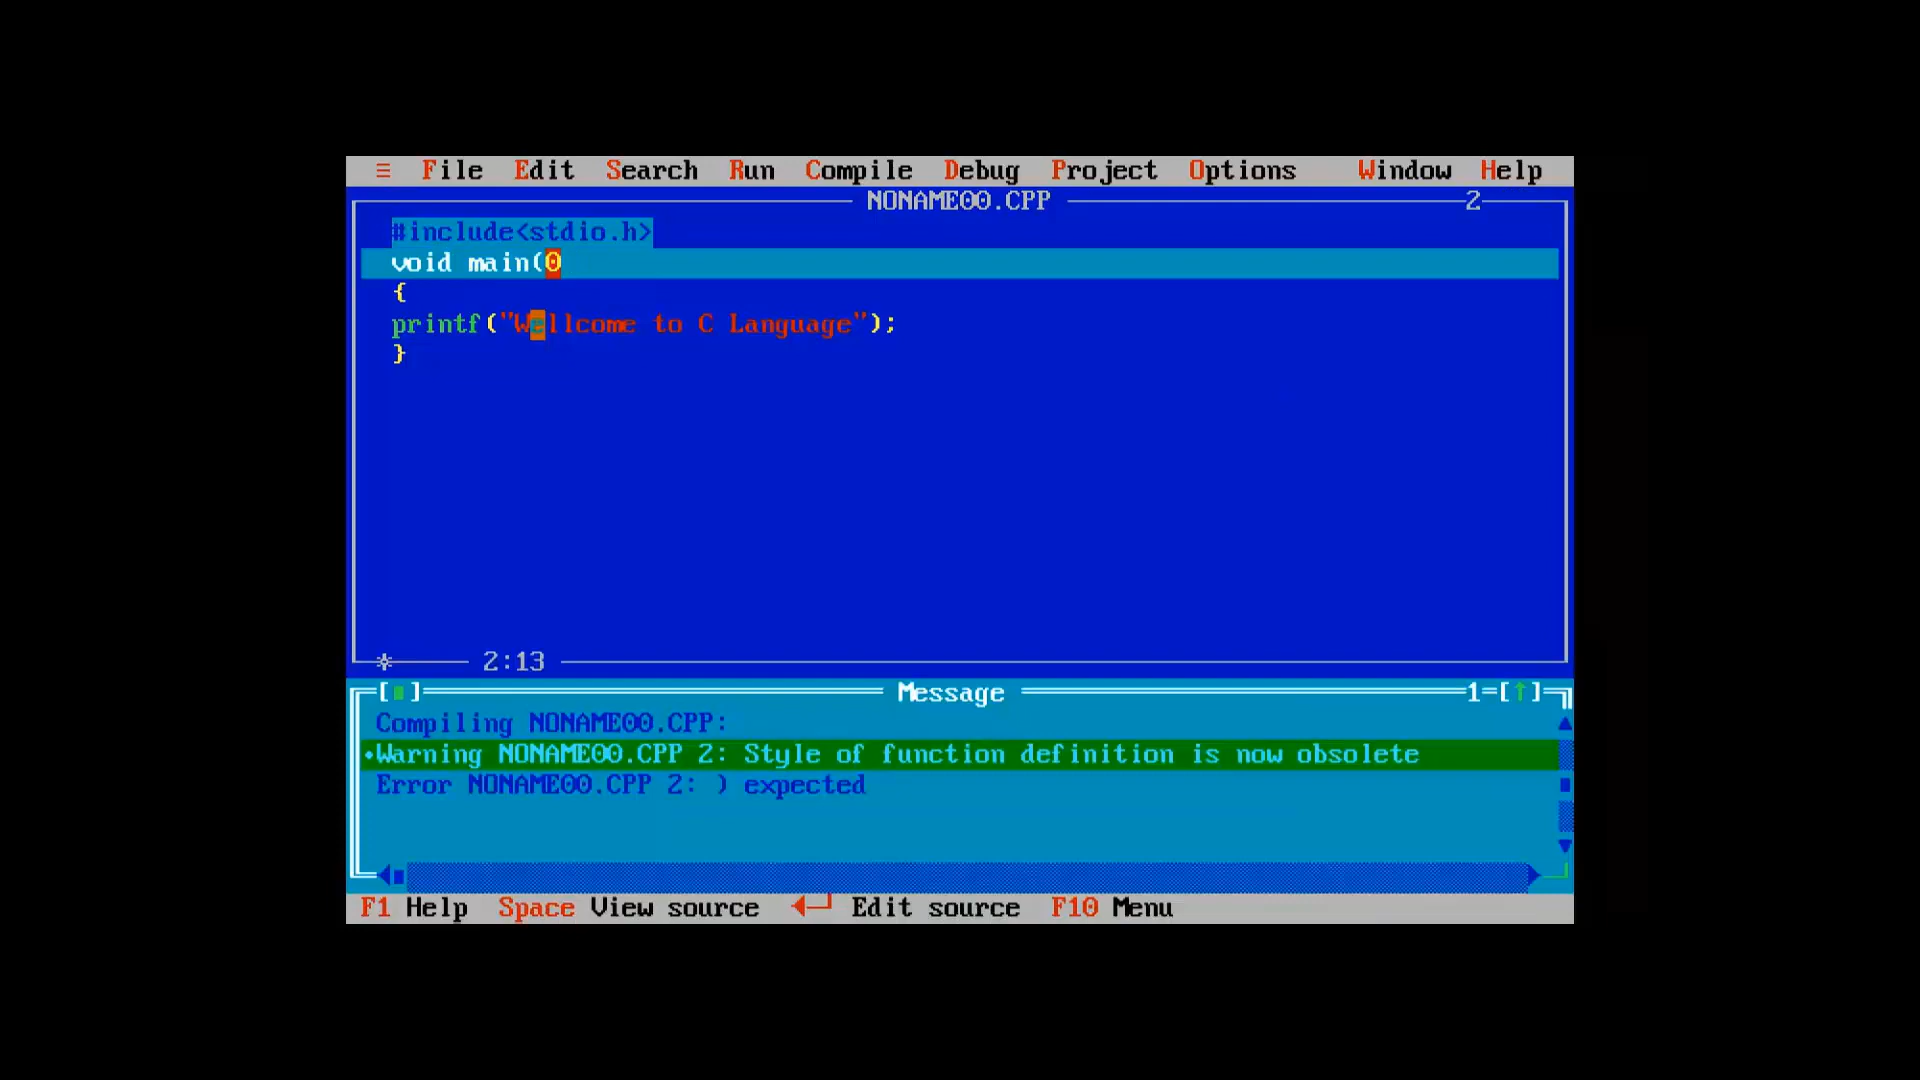 ≡ File Edit Search Run Compile Debug Project Options Window Help
NONAME00.CPP 2
#include<stdio.h>
void main(0
{
printf("Wellcome to C Language");
}
2:13
[■] Message 1=[↑]
Compiling NONAME00.CPP:
•Warning NONAME00.CPP 2: Style of function definition is now obsolete
Error NONAME00.CPP 2: ) expected
F1 Help Space View source ◄─┘ Edit source F10 Menu